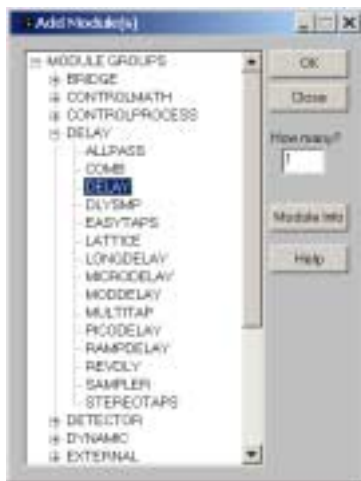 Add Module(s)
MODULE GROUPS
BRIDGE
CONTROLMATH
CONTROLPROCESS
DELAY
ALLPASS
COMB
DELAY
DLYSMP
EASYTAPS
LATTICE
LONGDELAY
MICRODELAY
MODDELAY
MULTITAP
PICODELAY
RAMPDELAY
REVDLY
SAMPLER
STEREOTAPS
DETECTOR
DYNAMIC
EXTERNAL
OK
Close
How many?
1
Module Info
Help